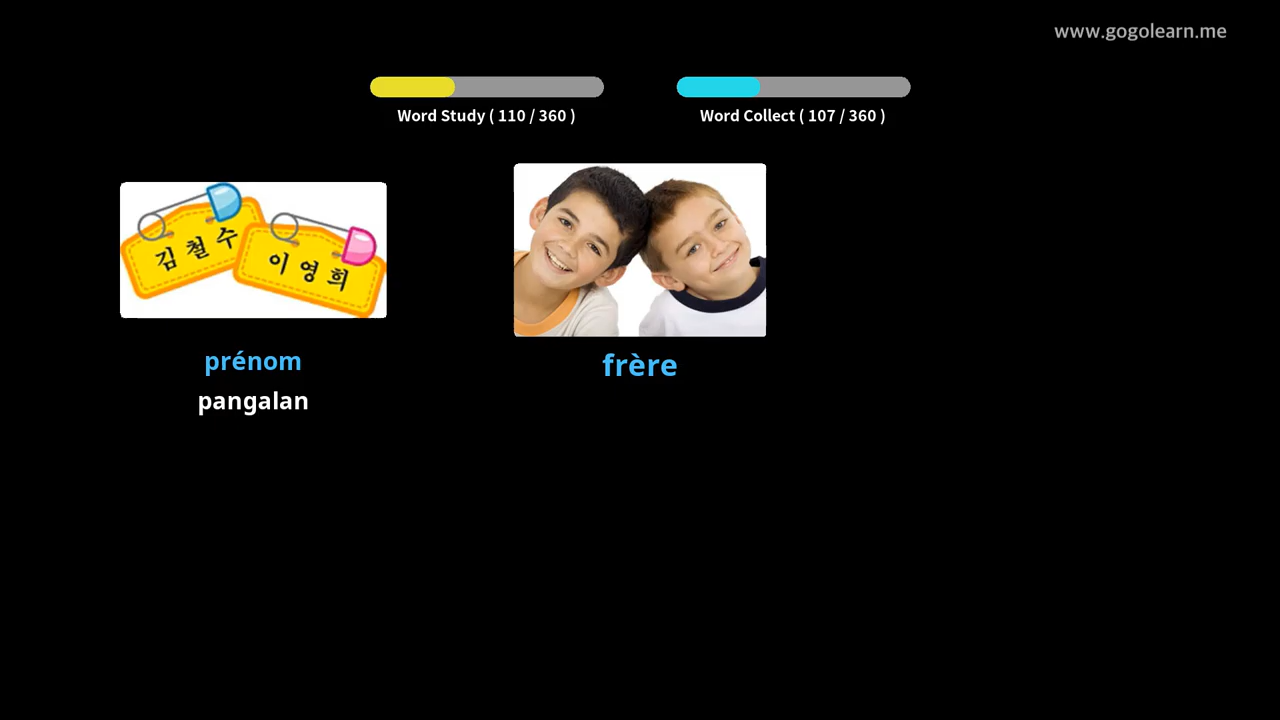 www.gogolearn.me
Word Study ( 110 / 360 )
Word Collect ( 107 / 360 )
김철수
이영희
prénom
pangalan
frère